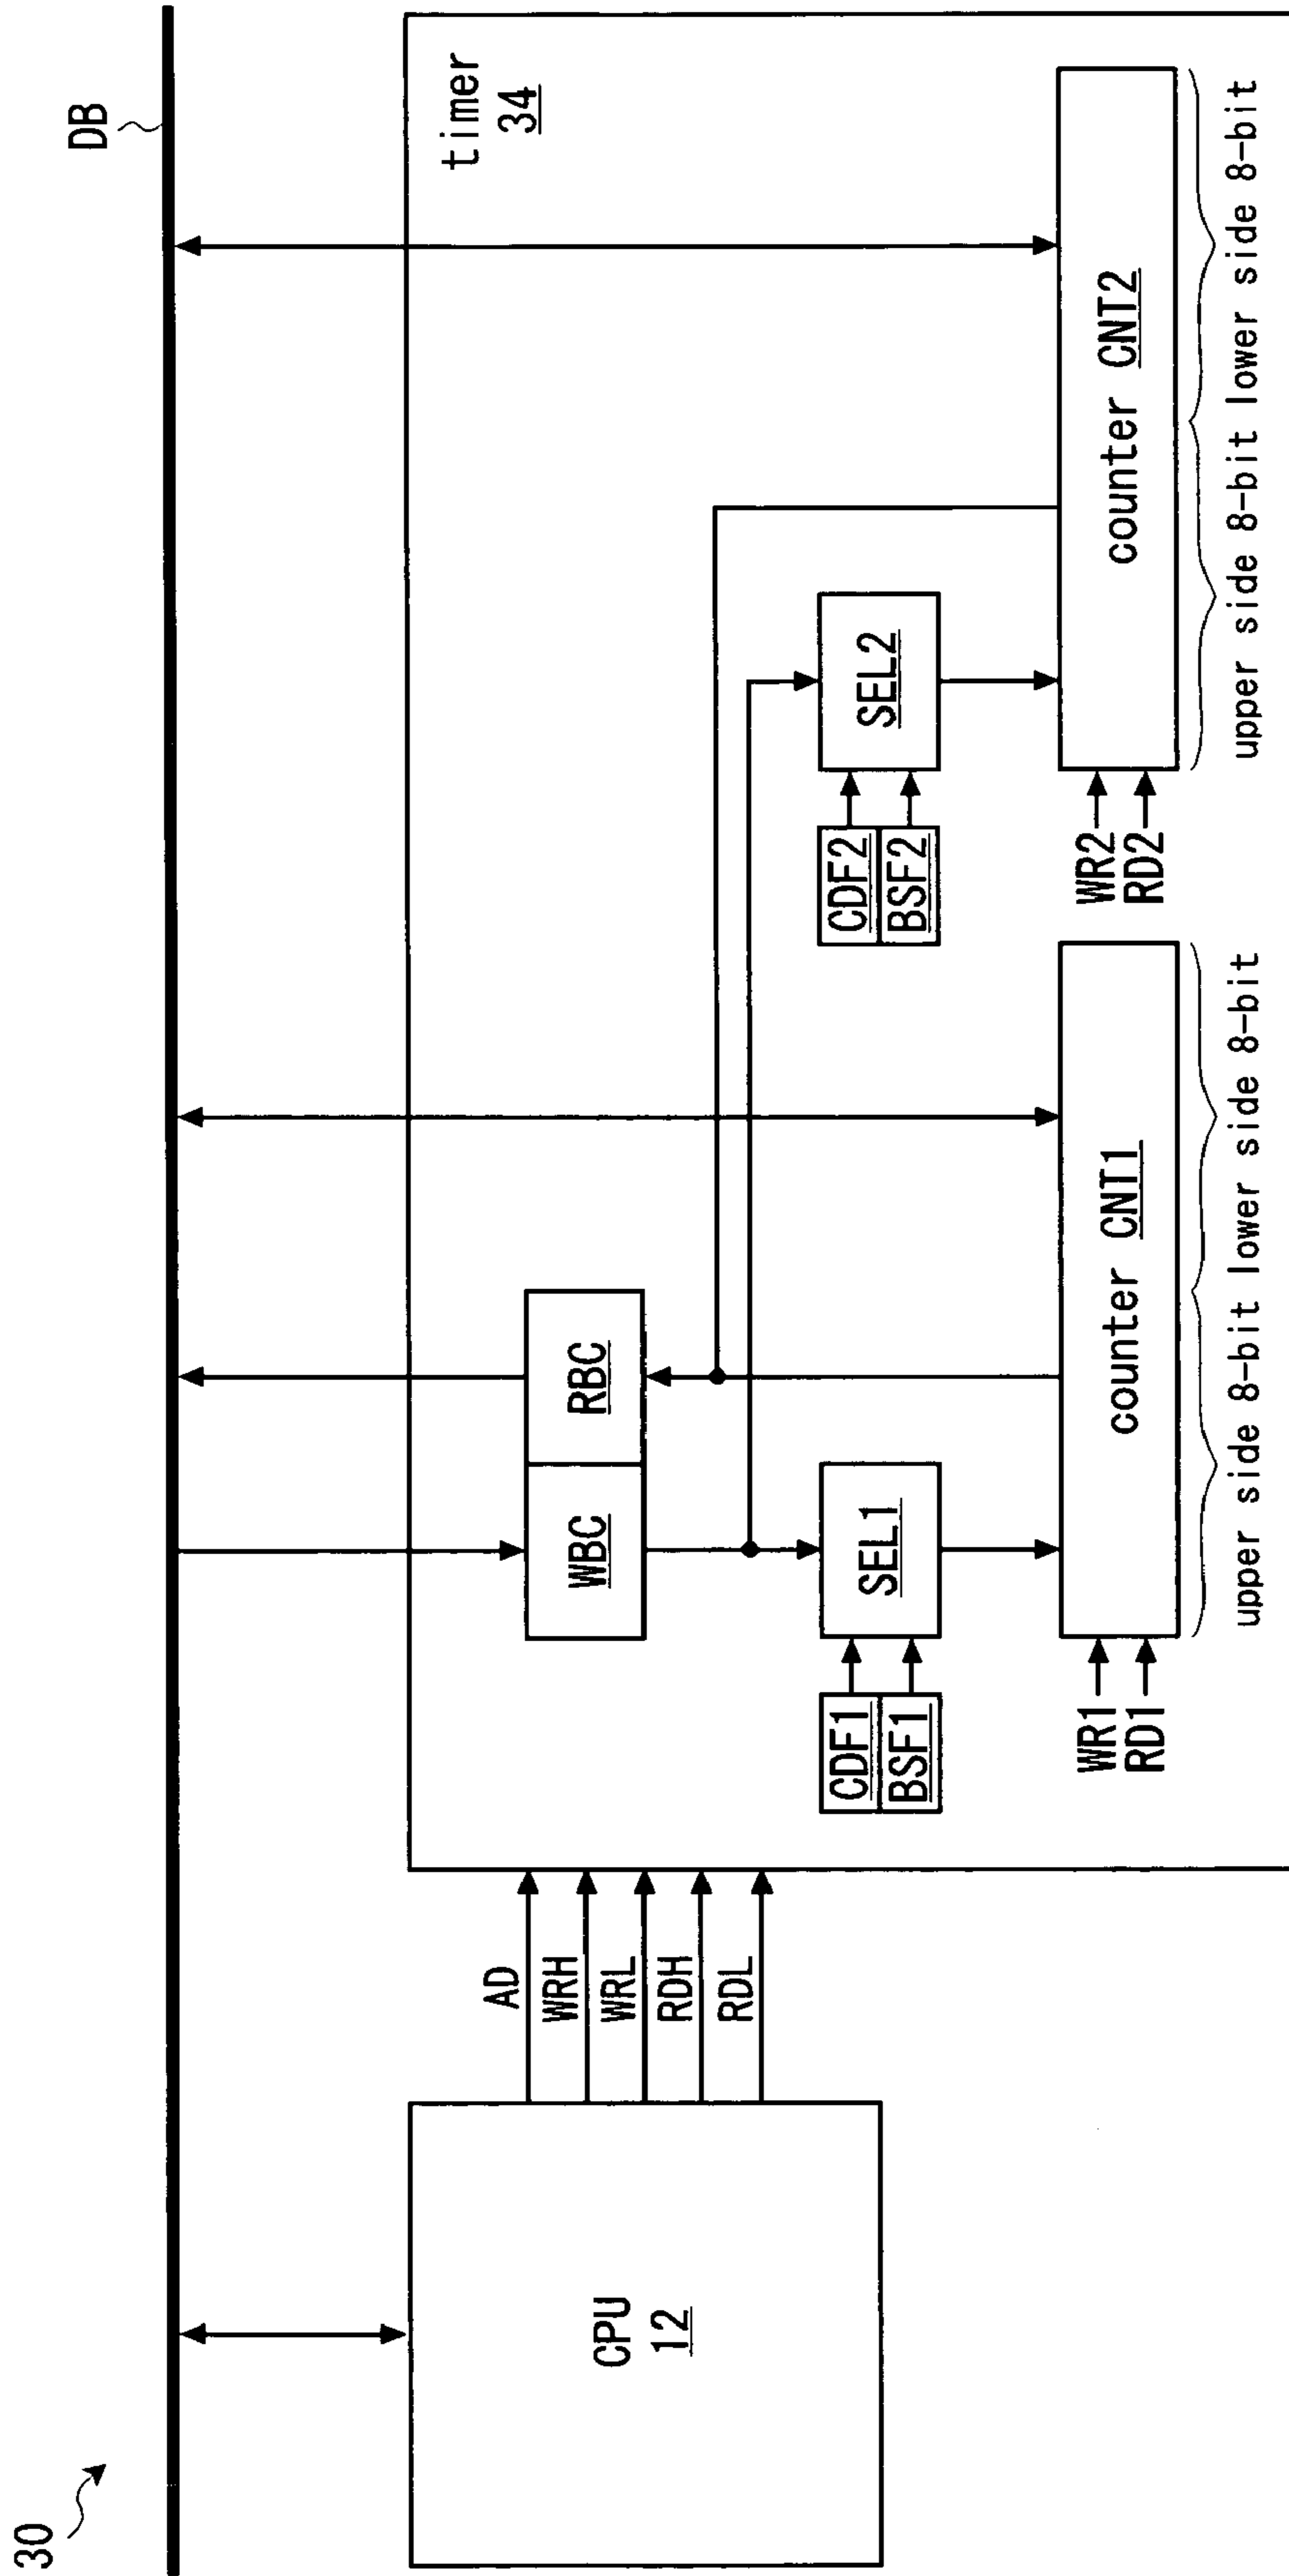 30
DB
CPU
12
AD
WRH
WRL
RDH
RDL
timer
34
WBC
RBC
CDF1
BSF1
SEL1
CDF2
BSF2
SEL2
WR1
RD1
counter CNT1
upper side 8-bit lower side 8-bit
WR2
RD2
counter CNT2
upper side 8-bit lower side 8-bit